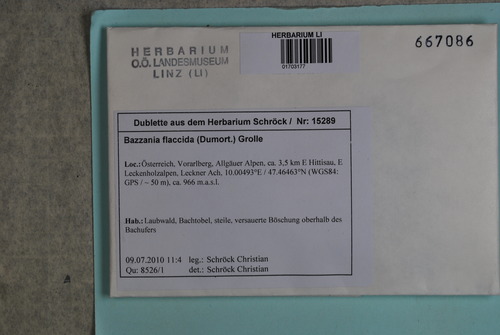 HERBARIUM
O.Ö. LANDESMUSEUM
LINZ (LI)
HERBARIUM LI
01703177
667086
Dublette aus dem Herbarium Schröck / Nr: 15289
Bazzania flaccida (Dumort.) Grolle
Loc.:Österreich, Vorarlberg, Allgäuer Alpen, ca. 3,5 km E Hittisau, E
Leckenholzalpen, Leckner Ach, 10.00493°E / 47.46463°N (WGS84:
GPS / ~ 50 m), ca. 966 m.a.s.l.
Hab.: Laubwald, Bachtobel, steile, versauerte Böschung oberhalb des
Bachufers
09.07.2010 11:4 leg.: Schröck Christian
Qu: 8526/1 det.: Schröck Christian